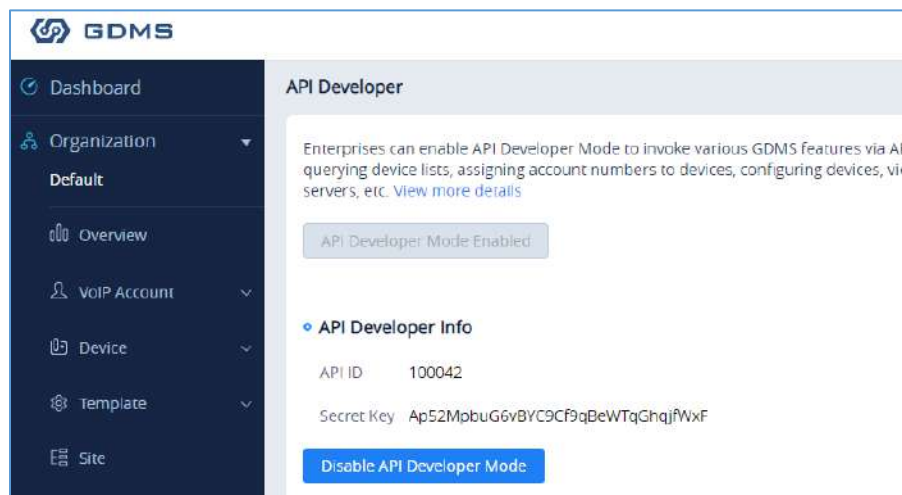 GDMS
Dashboard
Organization
Default
Overview
VoIP Account
Device
Template
Site
API Developer
Enterprises can enable API Developer Mode to invoke various GDMS features via
querying device lists, assigning account numbers to devices, configuring devices,
servers, etc. View more details
API Developer Mode Enabled
API Developer Info
API ID 100042
Secret Key Ap52MpbuG6vBYC9Cf9qBeWTqGhqjfWxF
Disable API Developer Mode